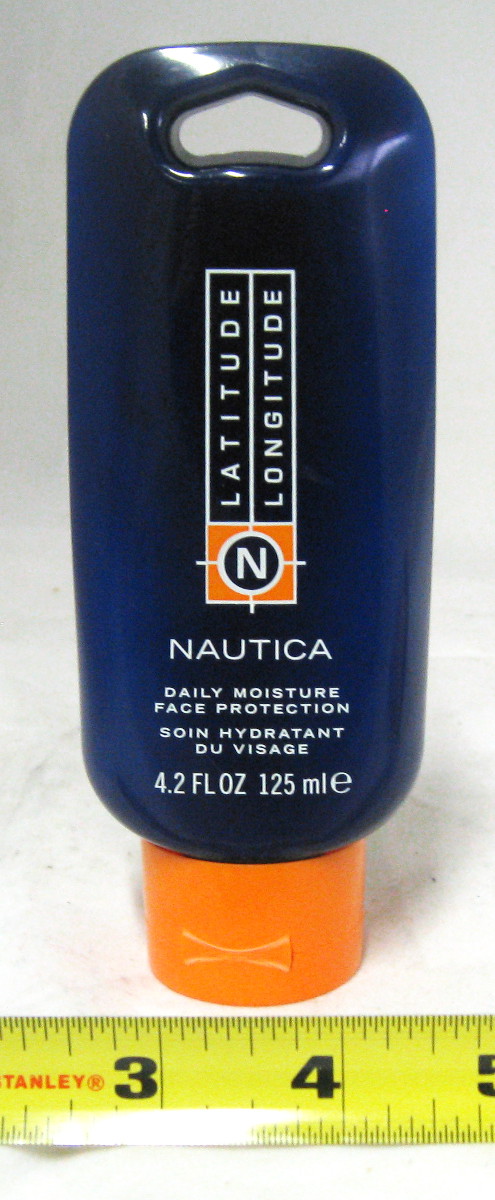 LATITUDE
LONGITUDE
N
NAUTICA
DAILY MOISTURE
FACE PROTECTION
SOIN HYDRATANT
DU VISAGE
4.2 FL OZ 125 ml e
STANLEY® 3 4 5